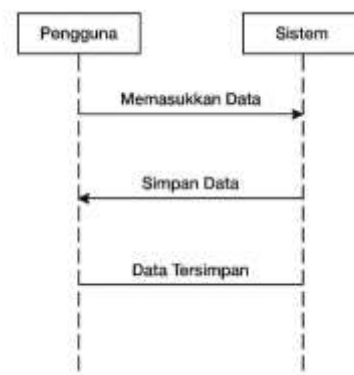 Pengguna
Sistem
Memasukkan Data
Simpan Data
Data Tersimpan